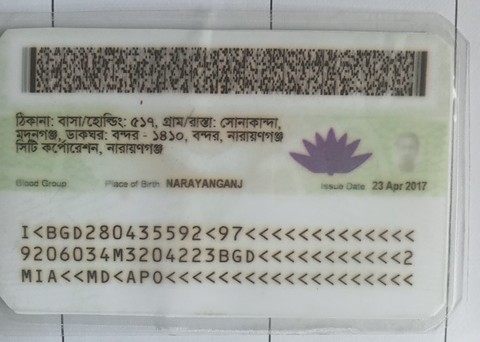 ঠিকানা: বাসা/হোল্ডিং: ৫১৭, গ্রাম/রাস্তা: সোনাকান্দা,
মদনগঞ্জ, ডাকঘর: বন্দর - ১৪১০, বন্দর, নারায়ণগঞ্জ
সিটি কর্পোরেশন, নারায়ণগঞ্জ
Blood Group Place of Birth NARAYANGANJ Issue Date 23 Apr 2017
I<BGD280435592<97<<<<<<<<<<<<<
9206034M3204223BGD<<<<<<<<<<<2
MIA<<MD<APO<<<<<<<<<<<<<<<<<<<